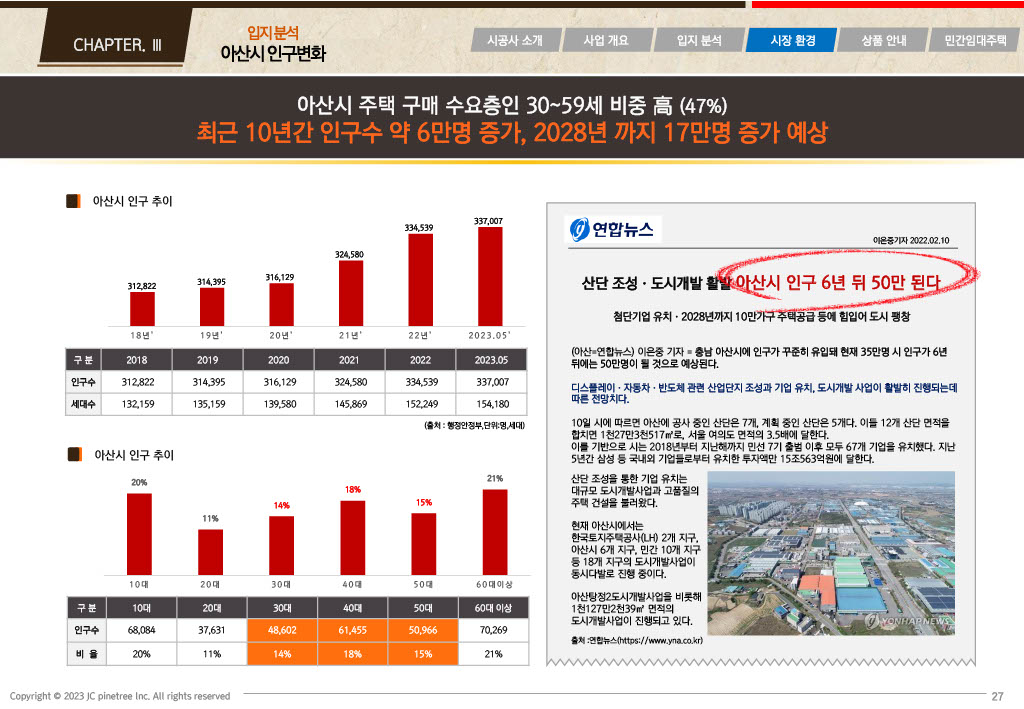 CHAPTER. Ⅲ
입지 분석
아산시 인구변화
시공사 소개
사업 개요
입지 분석
시장 환경
상품 안내
민간임대주택
아산시 주택 구매 수요층인 30~59세 비중 高 (47%)
최근 10년간 인구수 약 6만명 증가, 2028년 까지 17만명 증가 예상
아산시 인구 추이
312,822 314,395 316,129 324,580 334,539 337,007
18년' 19년' 20년' 21년' 22년' 2023.05'
구 분 2018 2019 2020 2021 2022 2023.05
인구수 312,822 314,395 316,129 324,580 334,539 337,007
세대수 132,159 135,159 139,580 145,869 152,249 154,180
(출처 : 행정안정부,단위:명,세대)
아산시 인구 추이
20% 11% 14% 18% 15% 21%
10대 20대 30대 40대 50대 60대이상
구 분 10대 20대 30대 40대 50대 60대 이상
인구수 68,084 37,631 48,602 61,455 50,966 70,269
비 율 20% 11% 14% 18% 15% 21%
연합뉴스
이은중기자 2022.02.10
산단 조성 · 도시개발 활발 아산시 인구 6년 뒤 50만 된다
첨단기업 유치 · 2028년까지 10만가구 주택공급 등에 힘입어 도시 팽창
(아산=연합뉴스) 이은중 기자 = 충남 아산시에 인구가 꾸준히 유입돼 현재 35만명 시 인구가 6년
뒤에는 50만명이 될 것으로 예상된다.
디스플레이 · 자동차 · 반도체 관련 산업단지 조성과 기업 유치, 도시개발 사업이 활발히 진행되는데
따른 전망치다.
10일 시에 따르면 아산에 공사 중인 산단은 7개, 계획 중인 산단은 5개다. 이들 12개 산단 면적을
합치면 1천27만3천517㎡로, 서울 여의도 면적의 3.5배에 달한다.
이를 기반으로 시는 2018년부터 지난해까지 민선 7기 출범 이후 모두 67개 기업을 유치했다. 지난
5년간 삼성 등 국내외 기업들로부터 유치한 투자액만 15조563억원에 달한다.
산단 조성을 통한 기업 유치는
대규모 도시개발사업과 고품질의
주택 건설을 불러왔다.
현재 아산시에서는
한국토지주택공사(LH) 2개 지구,
아산시 6개 지구, 민간 10개 지구
등 18개 지구의 도시개발사업이
동시다발로 진행 중이다.
아산탕정2도시개발사업을 비롯해
1천127만2천39㎡ 면적의
도시개발사업이 진행되고 있다.
출처 :연합뉴스(https://www.yna.co.kr)
YONHAPNEWS
Copyright © 2023 JC pinetree Inc. All rights reserved
27